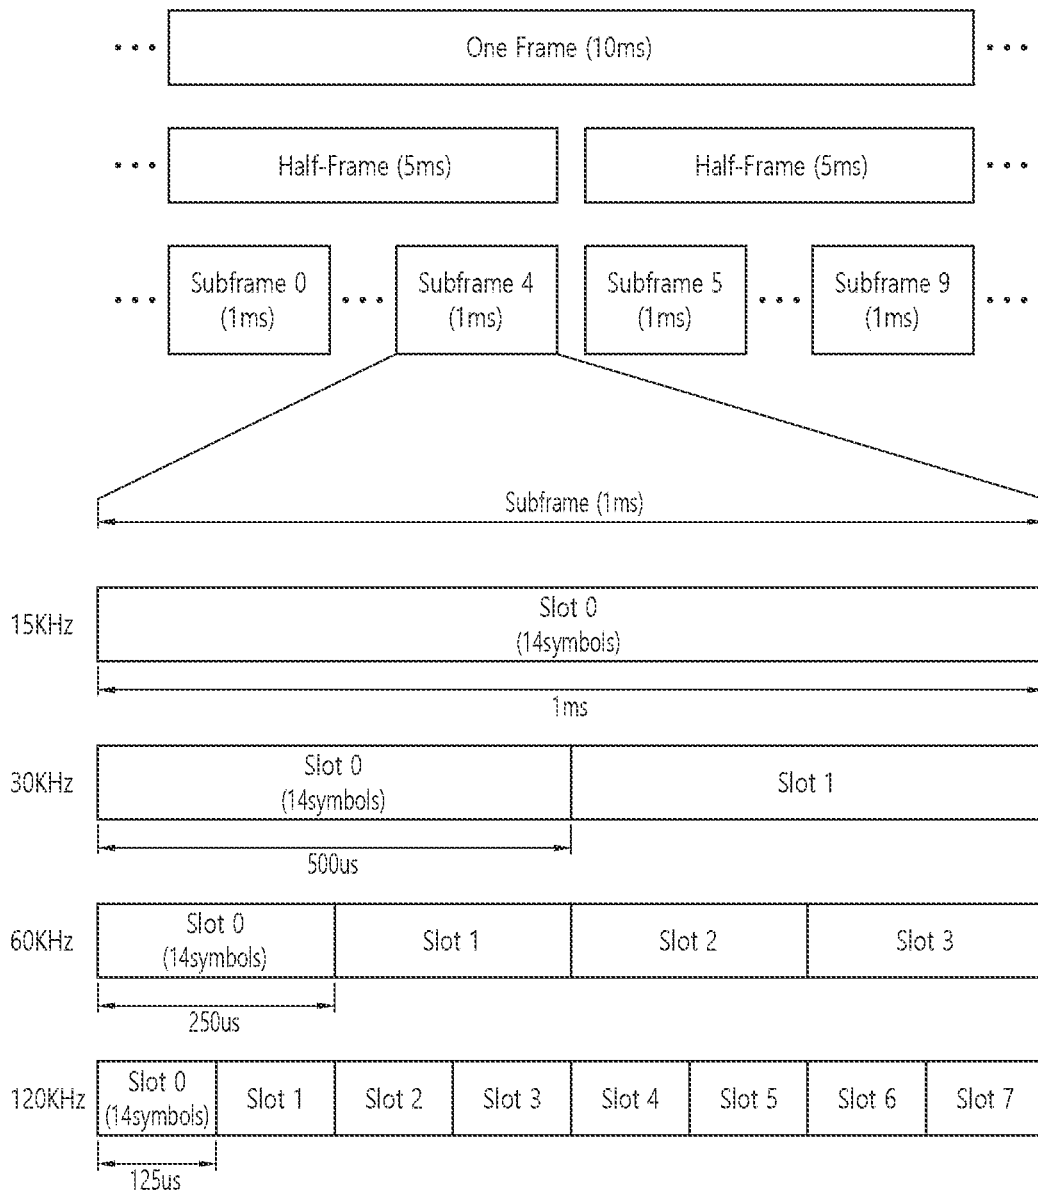 One Frame (10ms)
Half-Frame (5ms)
Half-Frame (5ms)
Subframe 0
(1ms)
Subframe 4
(1ms)
Subframe 5
(1ms)
Subframe 9
(1ms)
Subframe (1ms)
15KHz
Slot 0
(14symbols)
1ms
30KHz
Slot 0
(14symbols)
Slot 1
500us
60KHz
Slot 0
(14symbols)
Slot 1
Slot 2
Slot 3
250us
120KHz
Slot 0
(14symbols)
Slot 1
Slot 2
Slot 3
Slot 4
Slot 5
Slot 6
Slot 7
125us